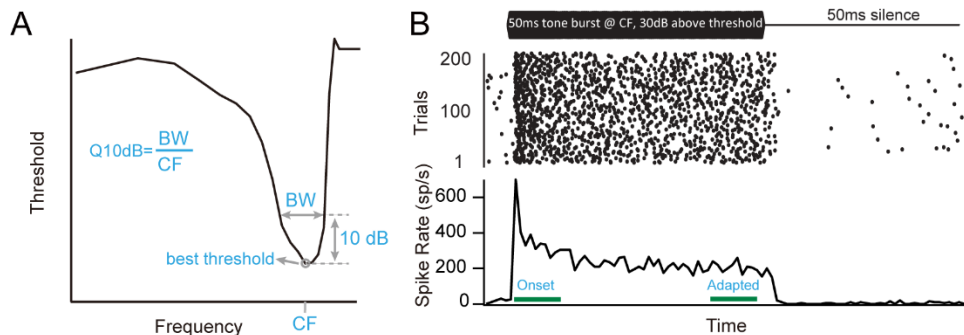 A
Threshold
Q10dB=
BW
CF
BW
10 dB
best threshold
CF
Frequency
B
50ms tone burst @ CF, 30dB above threshold
50ms silence
Trials
200
100
1
Spike Rate (sp/s)
600
400
200
0
Onset
Adapted
Time